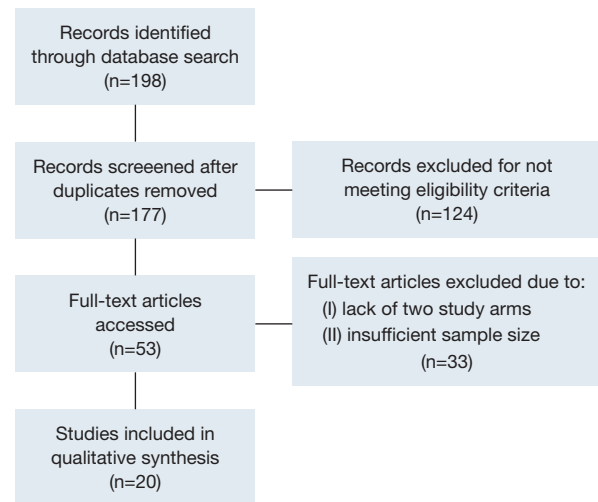 Records identified
through database search
(n=198)
Records screeened after
duplicates removed
(n=177)
Records excluded for not
meeting eligibility criteria
(n=124)
Full-text articles
accessed
(n=53)
Full-text articles excluded due to:
(I) lack of two study arms
(II) insufficient sample size
(n=33)
Studies included in
qualitative synthesis
(n=20)